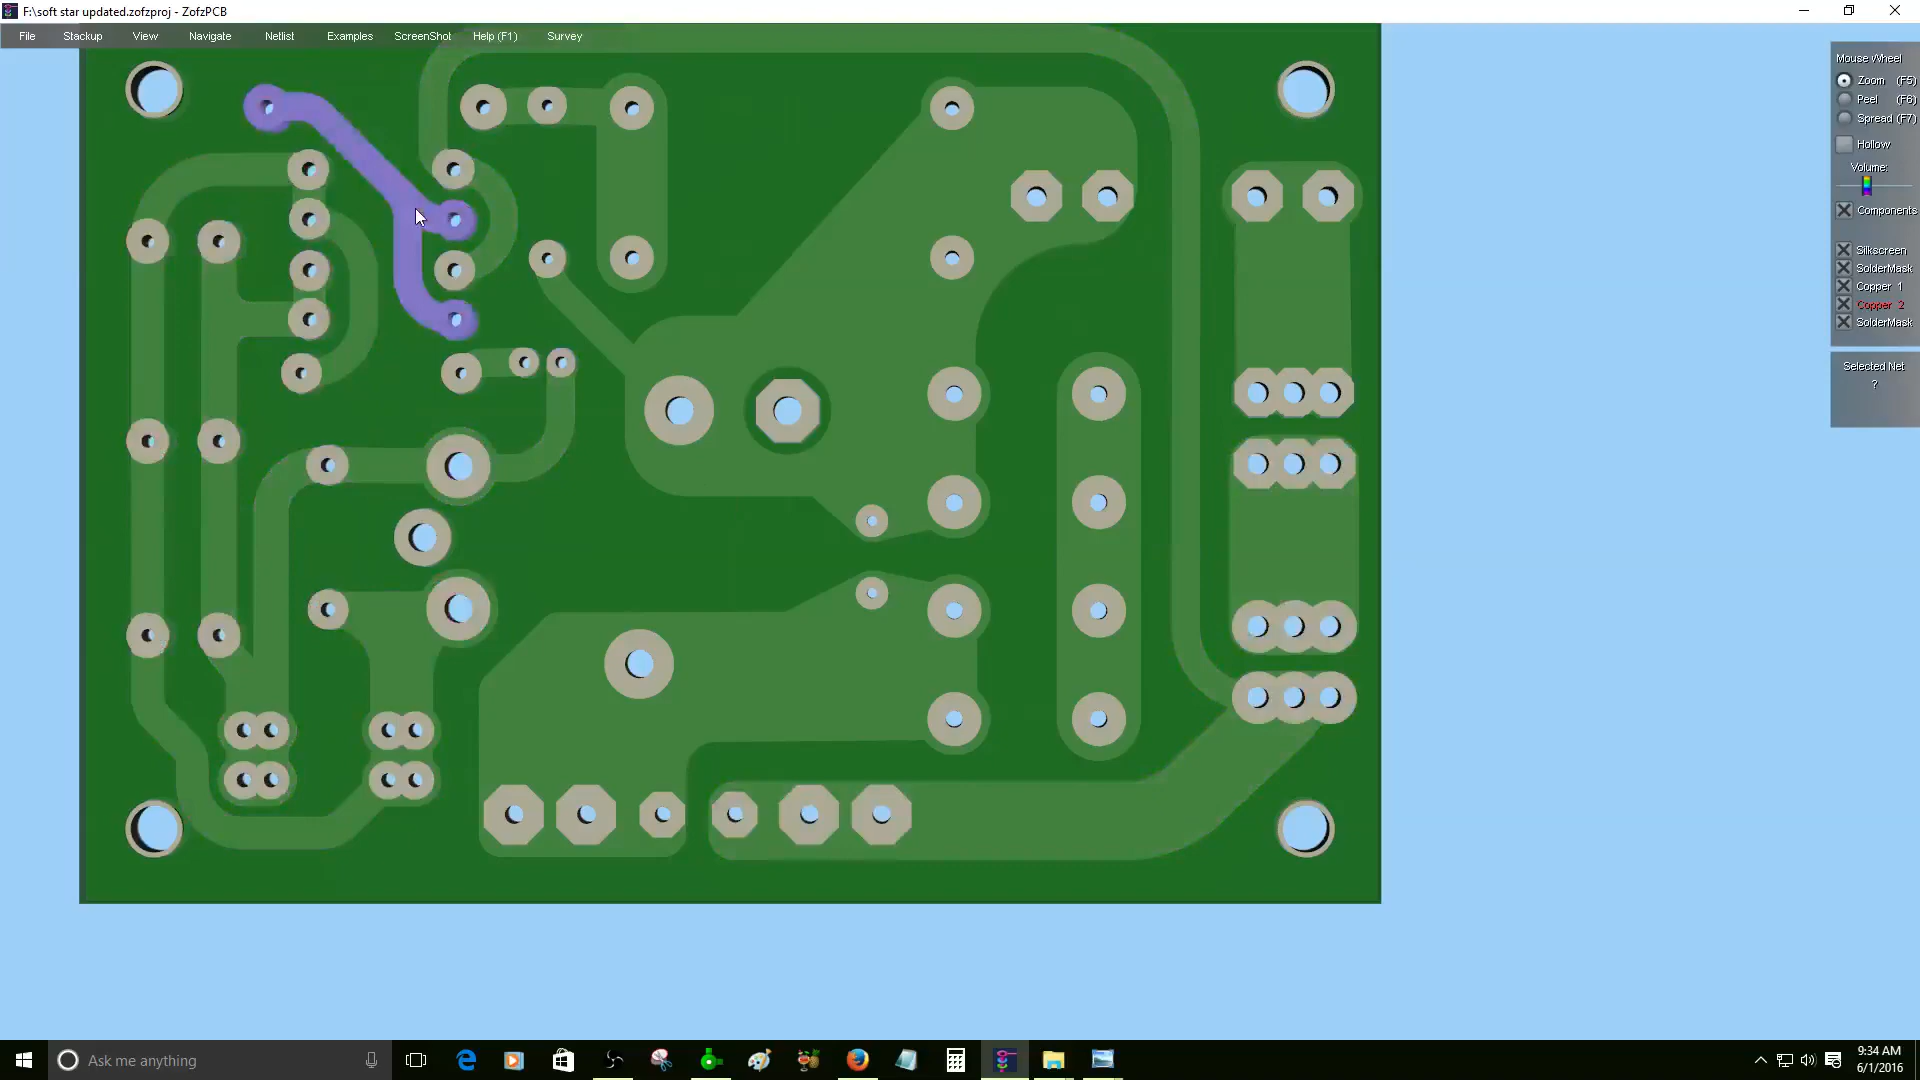 F:\soft star updated.zofzproj - ZofzPCB
File Stackup View Navigate Netlist Examples ScreenShot Help (F1) Survey
Mouse Wheel
Zoom (F5)
Peel (F6)
Spread (F7)
Hollow
Volume:
Components
Silkscreen
SolderMask
Copper 1
Copper 2
SolderMask
Selected Net
?
Ask me anything
9:34 AM
6/1/2016